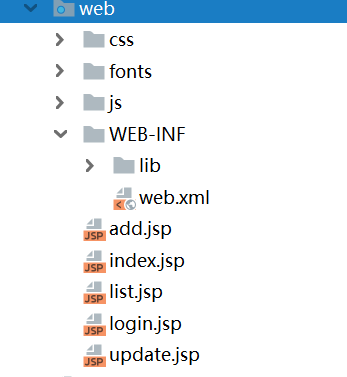 web
css
fonts
js
WEB-INF
lib
web.xml
JSP add.jsp
JSP index.jsp
JSP list.jsp
JSP login.jsp
JSP update.jsp